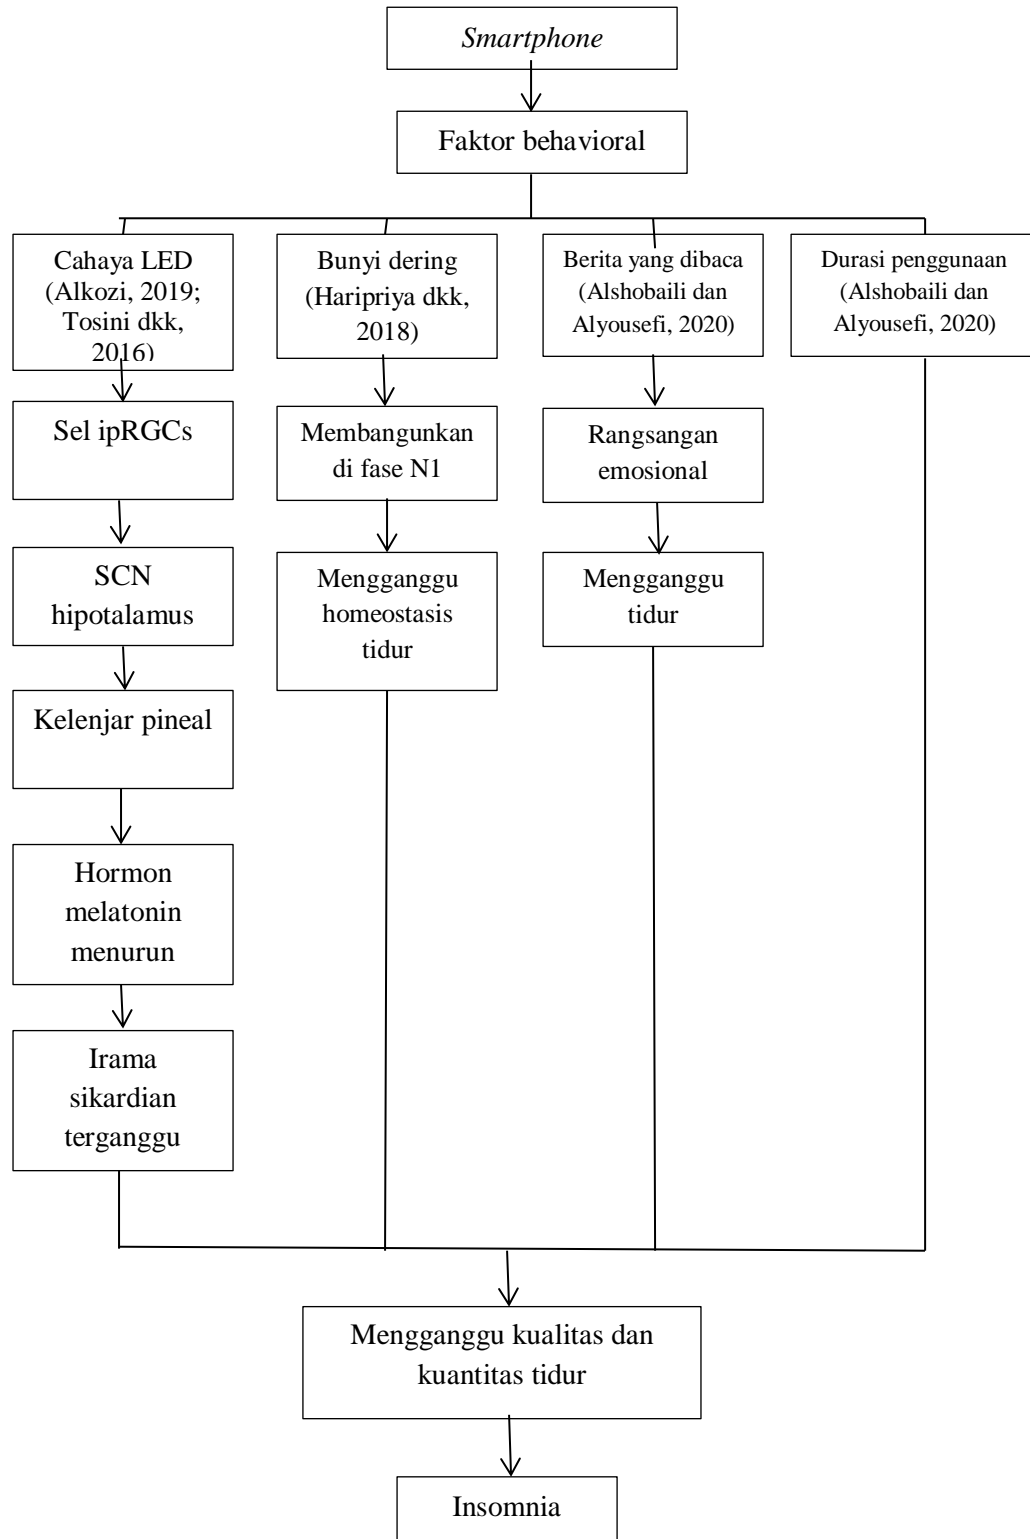 Smartphone
Faktor behavioral
Cahaya LED
(Alkozi, 2019;
Tosini dkk,
2016)
Bunyi dering
(Haripriya dkk,
2018)
Berita yang dibaca
(Alshobaili dan
Alyousefi, 2020)
Durasi penggunaan
(Alshobaili dan
Alyousefi, 2020)
Sel ipRGCs
Membangunkan
di fase N1
Rangsangan
emosional
SCN
hipotalamus
Mengganggu
homeostasis
tidur
Mengganggu
tidur
Kelenjar pineal
Hormon
melatonin
menurun
Irama
sikardian
terganggu
Mengganggu kualitas dan
kuantitas tidur
Insomnia